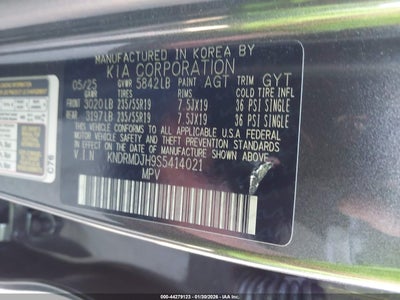 MANUFACTURED IN KOREA BY
KIA CORPORATION
05/25 GVWR 5842LB PAINT AGT TRIM GYT
GAWR TIRES RIMS COLD TIRE INFL
FRONT 3020LB 235/55R19 7.5JX19 36 PSI SINGLE
REAR 3197LB 235/55R19 7.5JX19 36 PSI SINGLE
THIS VEHICLE CONFORMS TO ALL APPLICABLE U.S.A FEDERAL
MOTOR VEHICLE SAFETY AND THEFT PREVENTION STANDARDS IN
EFFECT ON THE DATE OF MANUFACTURE SHOWN ABOVE
VIN KNDRMDJH9S5414021
MPV
C76
000-44279123 - 01/30/2026 - IAA Inc.